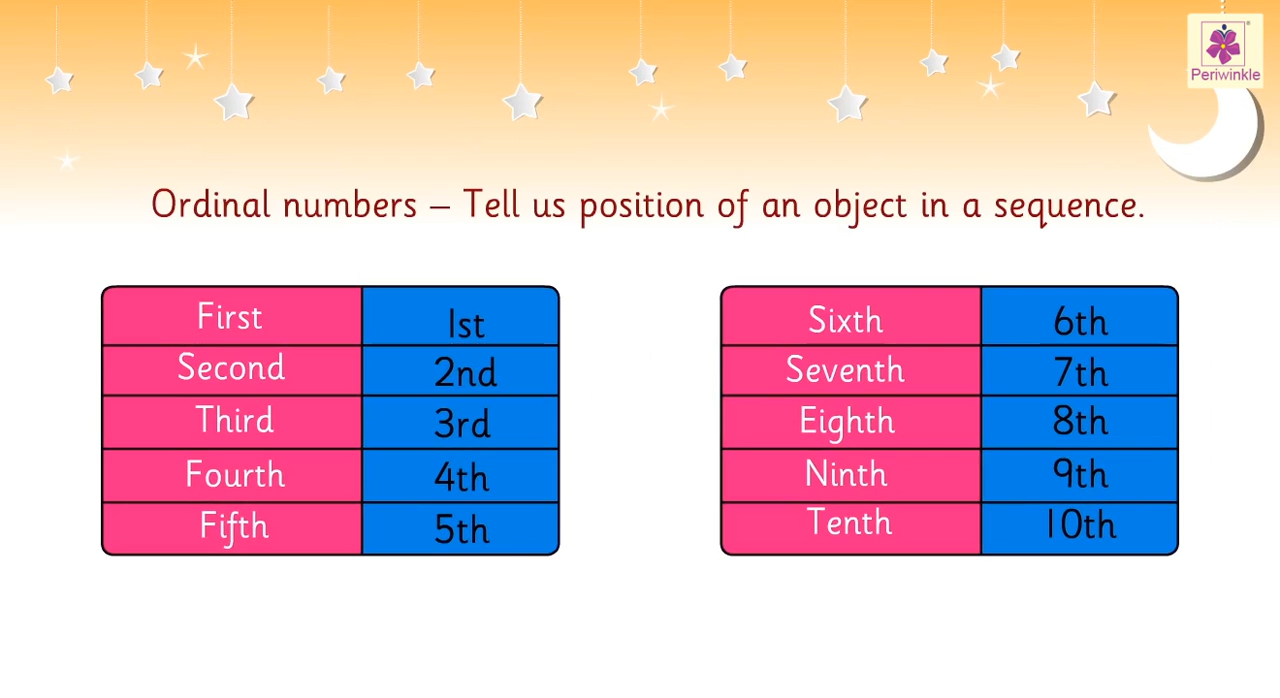 Periwinkle
Ordinal numbers – Tell us position of an object in a sequence.
First 1st
Second 2nd
Third 3rd
Fourth 4th
Fifth 5th
Sixth 6th
Seventh 7th
Eighth 8th
Ninth 9th
Tenth 10th